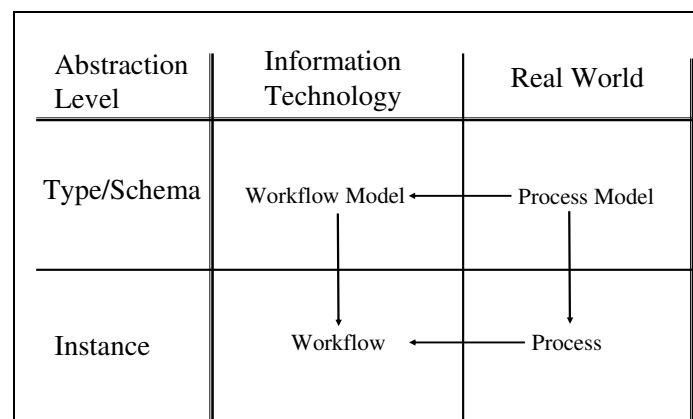 Abstraction
Level
Information
Technology
Real World
Type/Schema
Workflow Model
Process Model
Instance
Workflow
Process